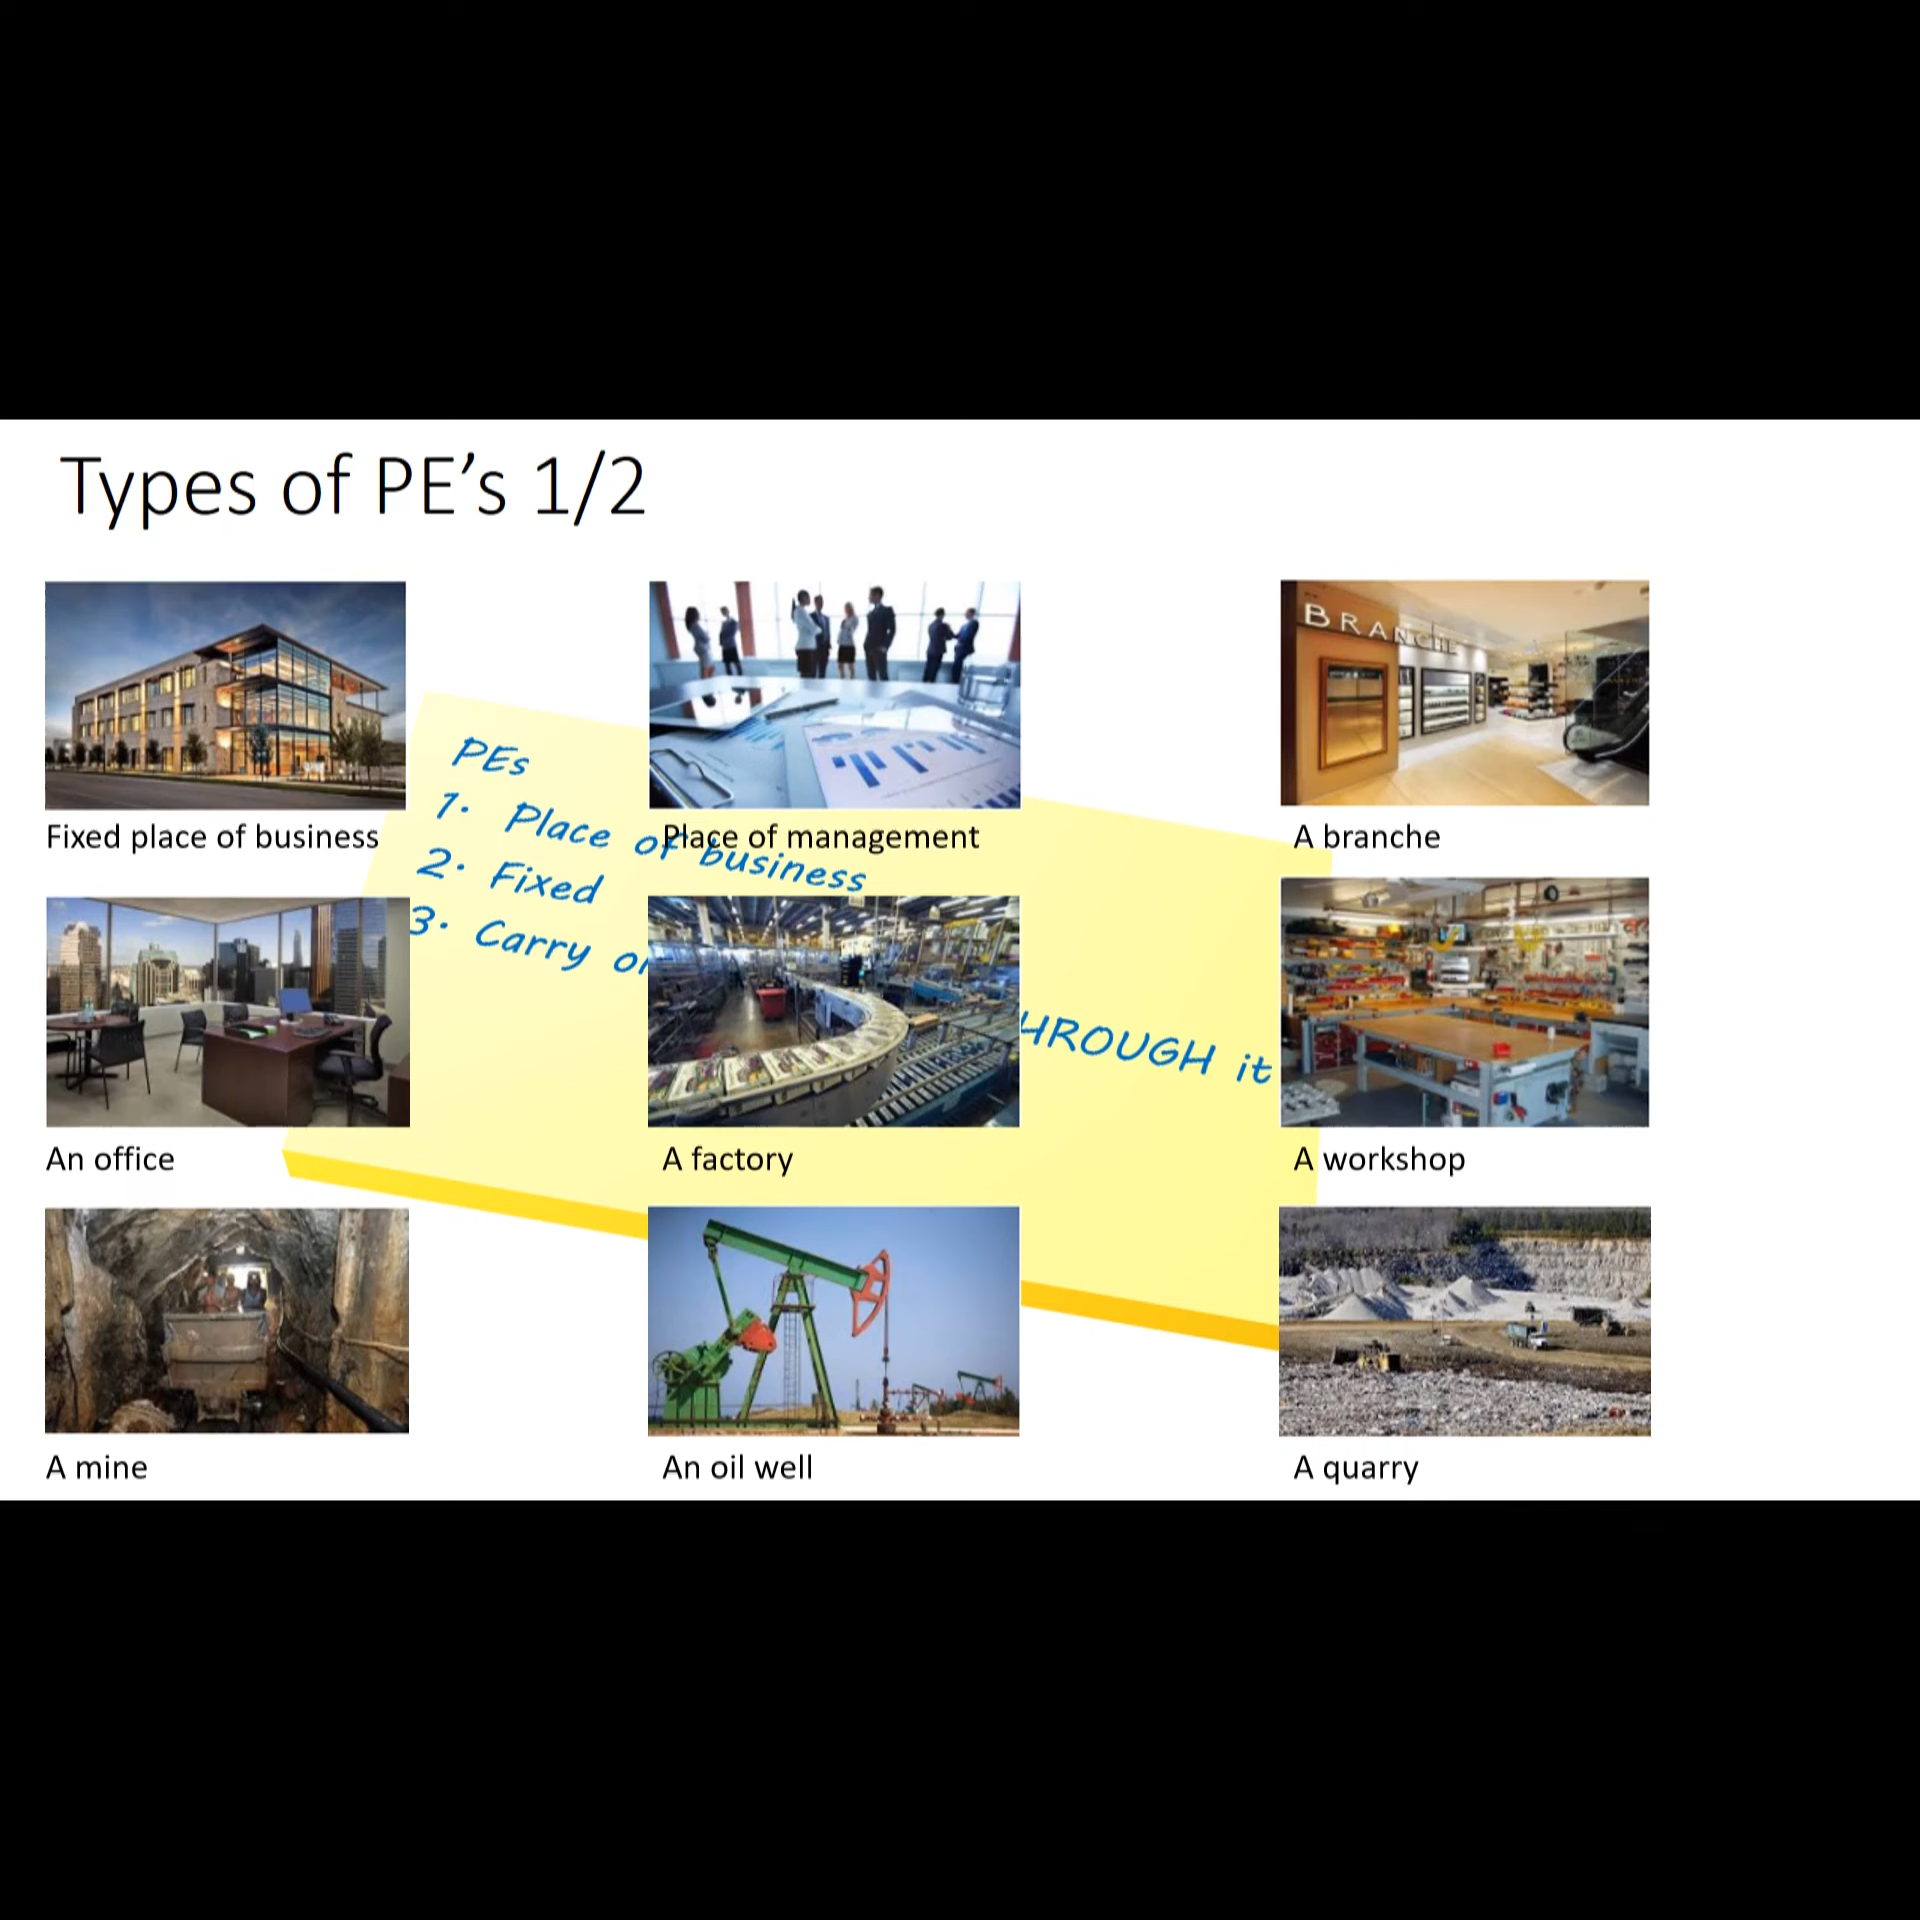 Types of PE's 1/2
BRANCHE
PEs
1. Place of business
2. Fixed
3. Carry
HROUGH it
Fixed place of business
Place of management
A branche
An office
A factory
A workshop
A mine
An oil well
A quarry